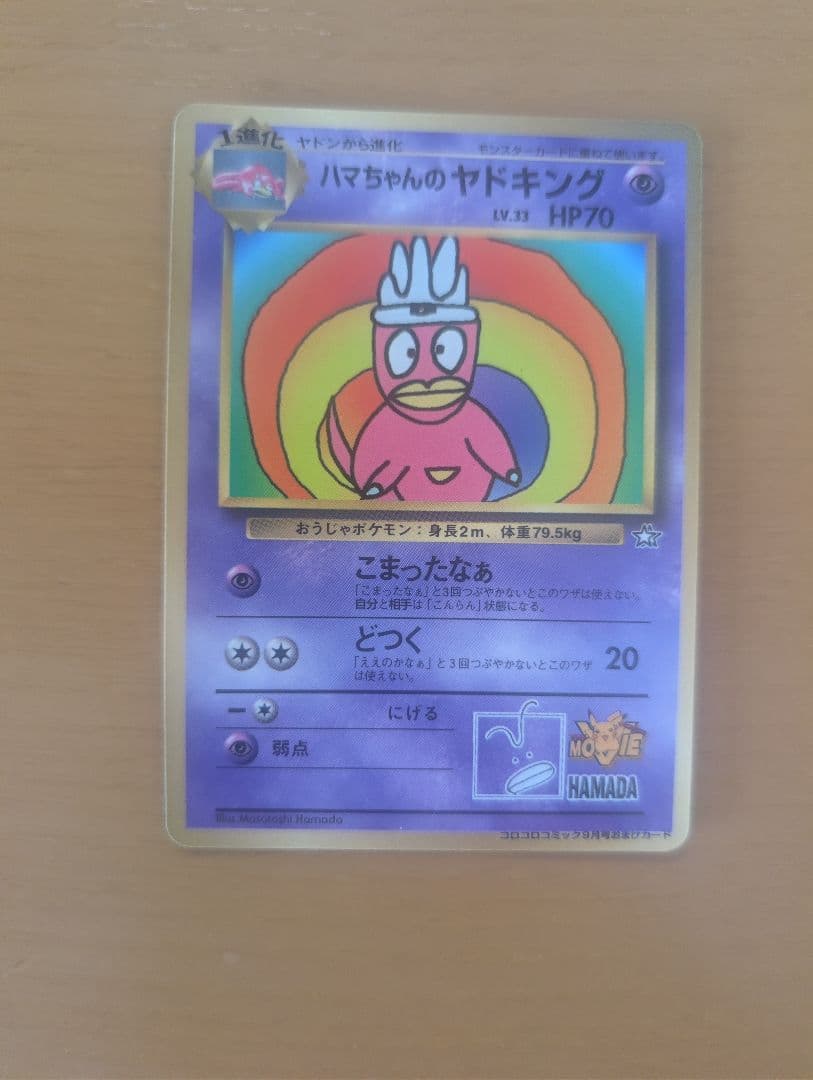 1進化
ヤドンから進化
モンスターカードに重ねて使います。
ハマちゃんのヤドキング
LV.33 HP70
おうじゃポケモン：身長2m、体重79.5kg
こまったなぁ
「こまったなぁ」と3回つぶやかないとこのワザは使えない。
自分と相手は「こんらん」状態になる。
どつく
「ええのかなぁ」と3回つぶやかないとこのワザ
は使えない。
20
にげる
弱点
MOVIE
HAMADA
Illus. Masatoshi Hamada
コロコロコミック9月号おまけカード